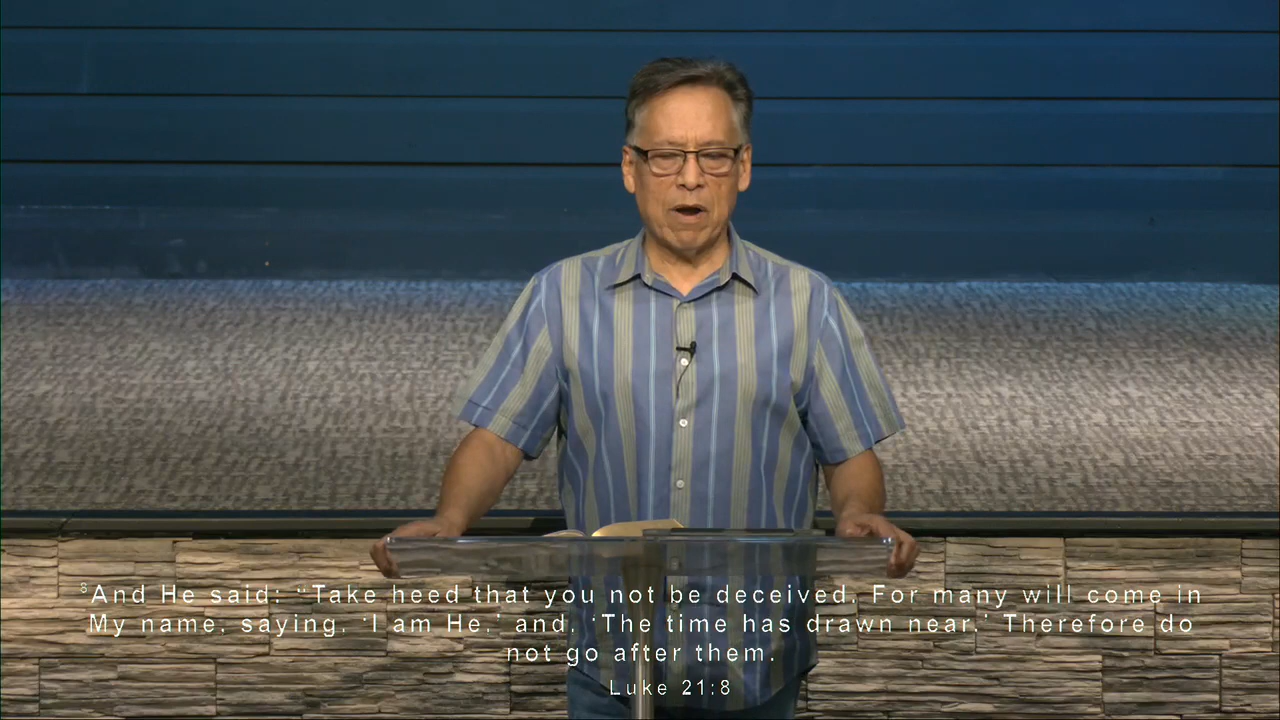 ⁸And He said: "Take heed that you not be deceived. For many will come in
My name, saying, 'I am He,' and, 'The time has drawn near.' Therefore do
not go after them.
Luke 21:8